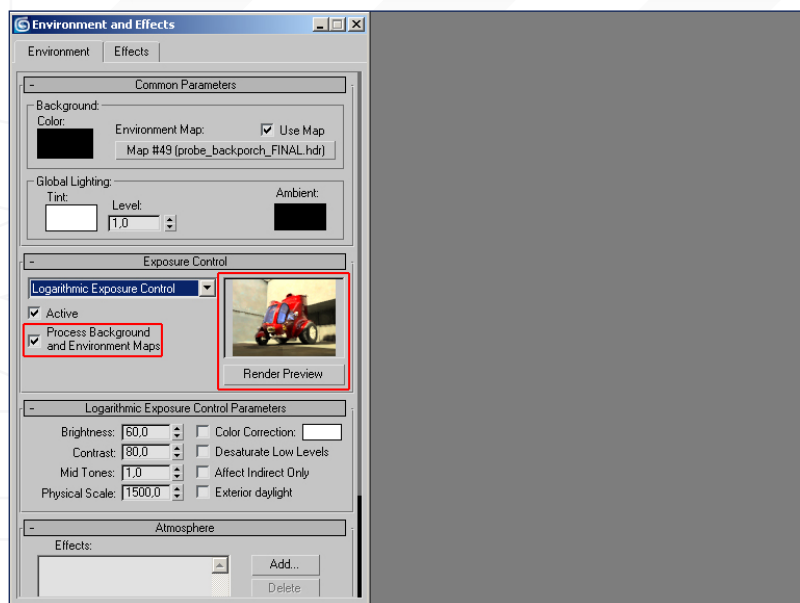 Environment and Effects
Environment
Effects
- Common Parameters
Background:
Color:
Environment Map:
Use Map
Map #49 (probe_backporch_FINAL.hdr)
Global Lighting:
Tint:
Level:
1,0
Ambient:
- Exposure Control
Logarithmic Exposure Control
Active
Process Background
and Environment Maps
Render Preview
- Logarithmic Exposure Control Parameters
Brightness: 60,0
Color Correction:
Contrast: 80,0
Desaturate Low Levels
Mid Tones: 1,0
Affect Indirect Only
Physical Scale: 1500,0
Exterior daylight
- Atmosphere
Effects:
Add...
Delete